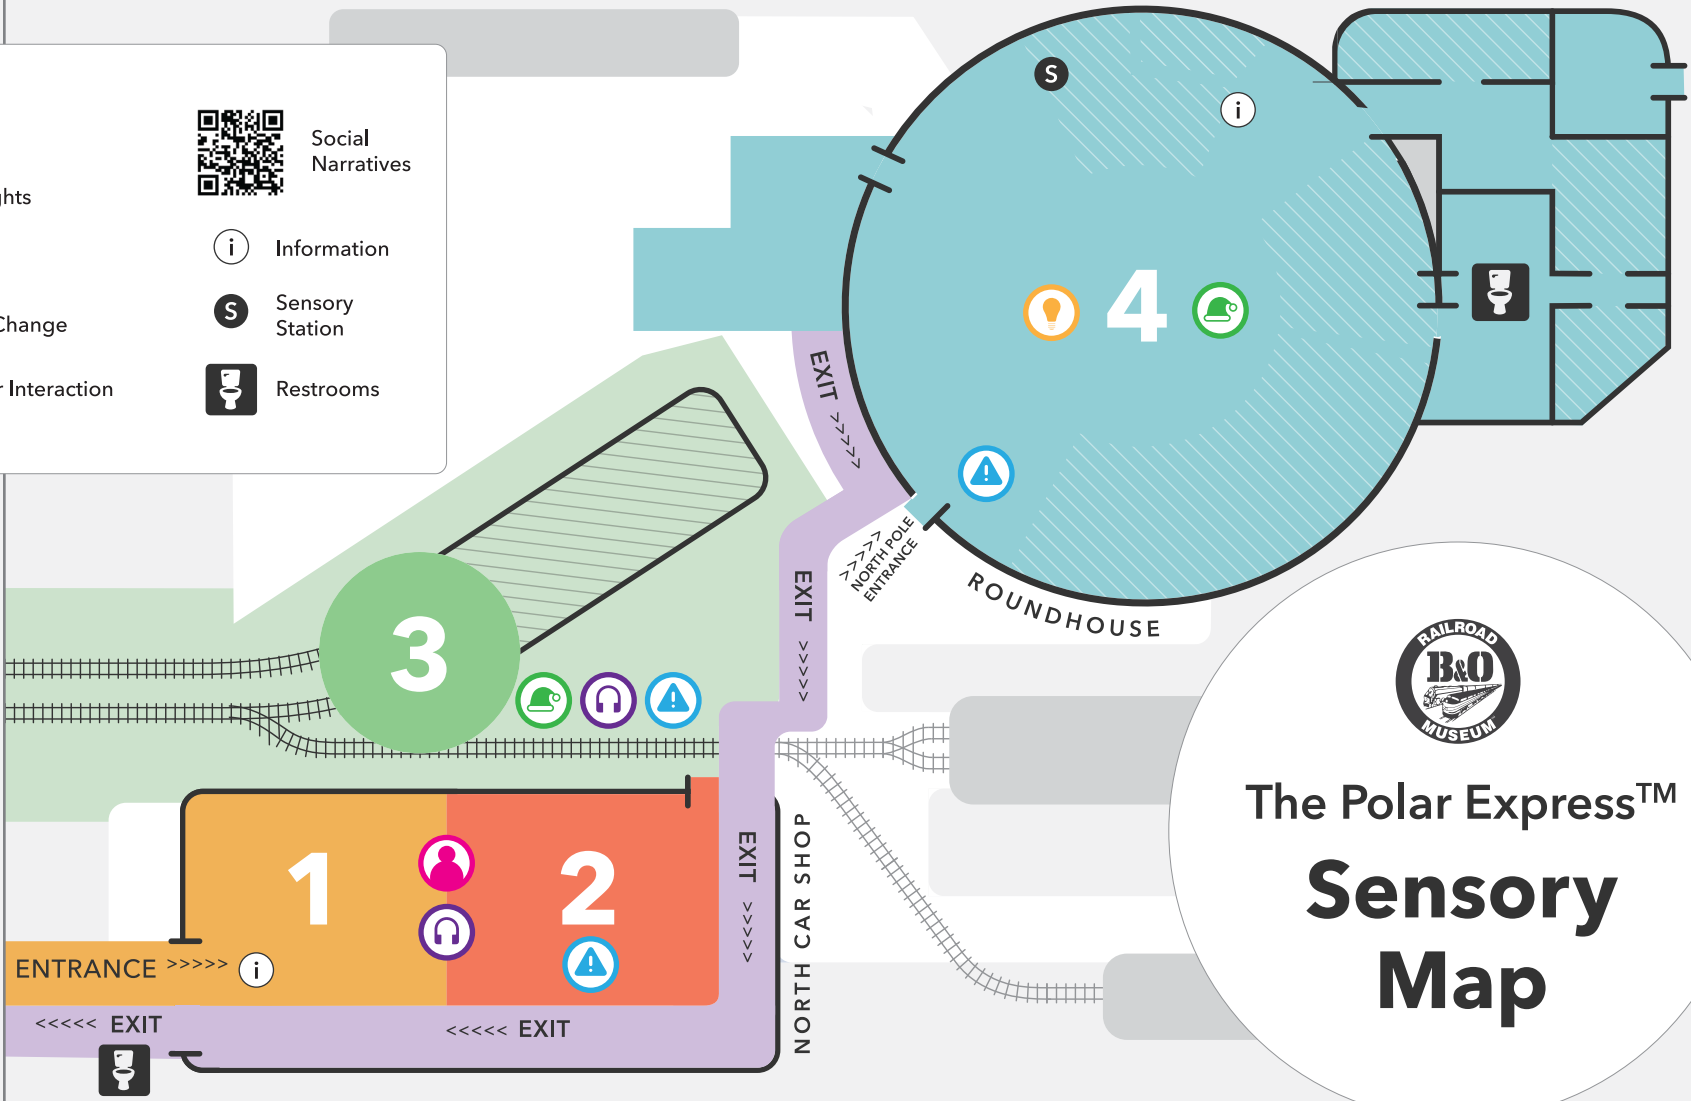 Social
Narratives
ghts
i
Information
S
Sensory
Station
Change
r Interaction
Restrooms
S
i
4
EXIT >>>>>
>>>>>> NORTH POLE
ENTRANCE
ROUNDHOUSE
EXIT >>>>>>
3
1
2
EXIT >>>>>
NORTH CAR SHOP
ENTRANCE >>>>> i
<<<<< EXIT
<<<<< EXIT
RAILROAD
B&O
MUSEUM
The Polar Express™
Sensory
Map